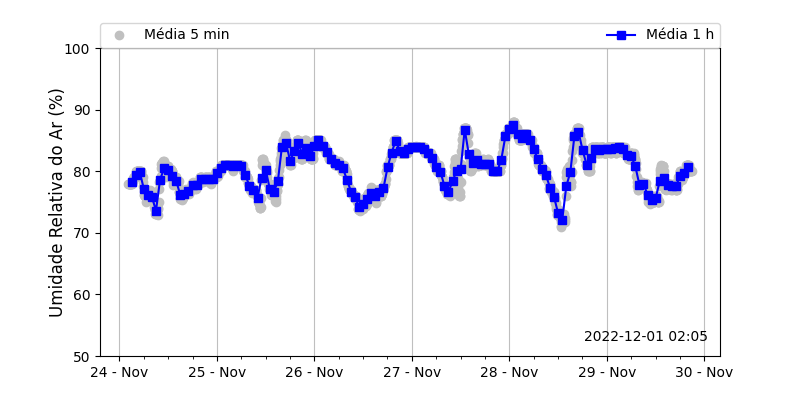 Média 5 min
Média 1 h
Umidade Relativa do Ar (%)
100
90
80
70
60
50
2022-12-01 02:05
24 - Nov
25 - Nov
26 - Nov
27 - Nov
28 - Nov
29 - Nov
30 - Nov